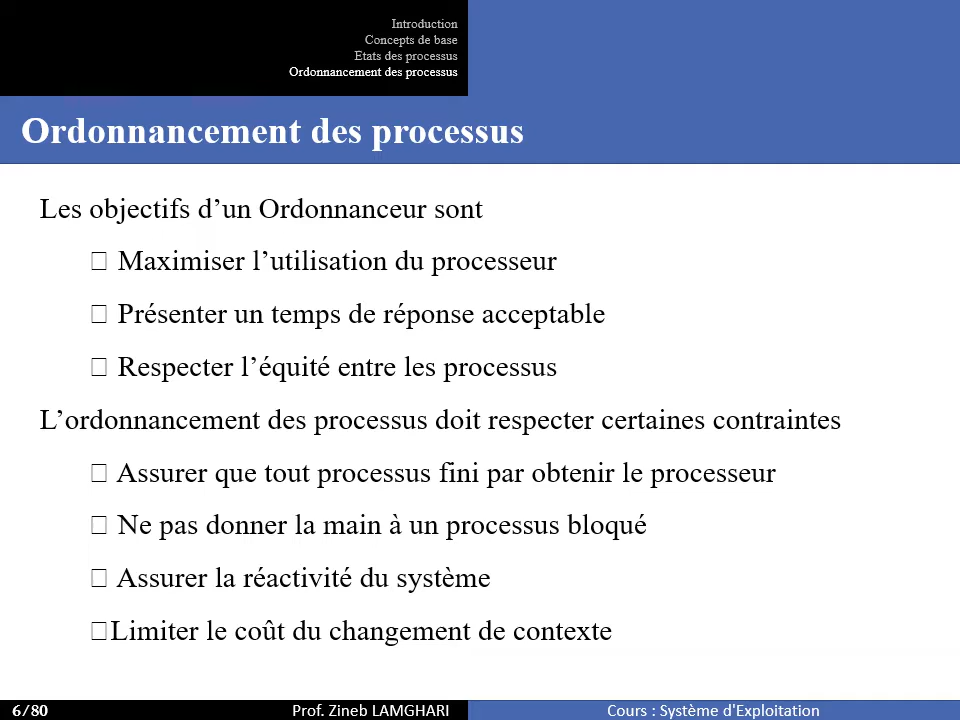 Introduction
Concepts de base
Etats des processus
Ordonnancement des processus
Ordonnancement des processus
Les objectifs d’un Ordonnanceur sont
□ Maximiser l’utilisation du processeur
□ Présenter un temps de réponse acceptable
□ Respecter l’équité entre les processus
L’ordonnancement des processus doit respecter certaines contraintes
□ Assurer que tout processus fini par obtenir le processeur
□ Ne pas donner la main à un processus bloqué
□ Assurer la réactivité du système
□Limiter le coût du changement de contexte
6/80
Prof. Zineb LAMGHARI
Cours : Système d'Exploitation